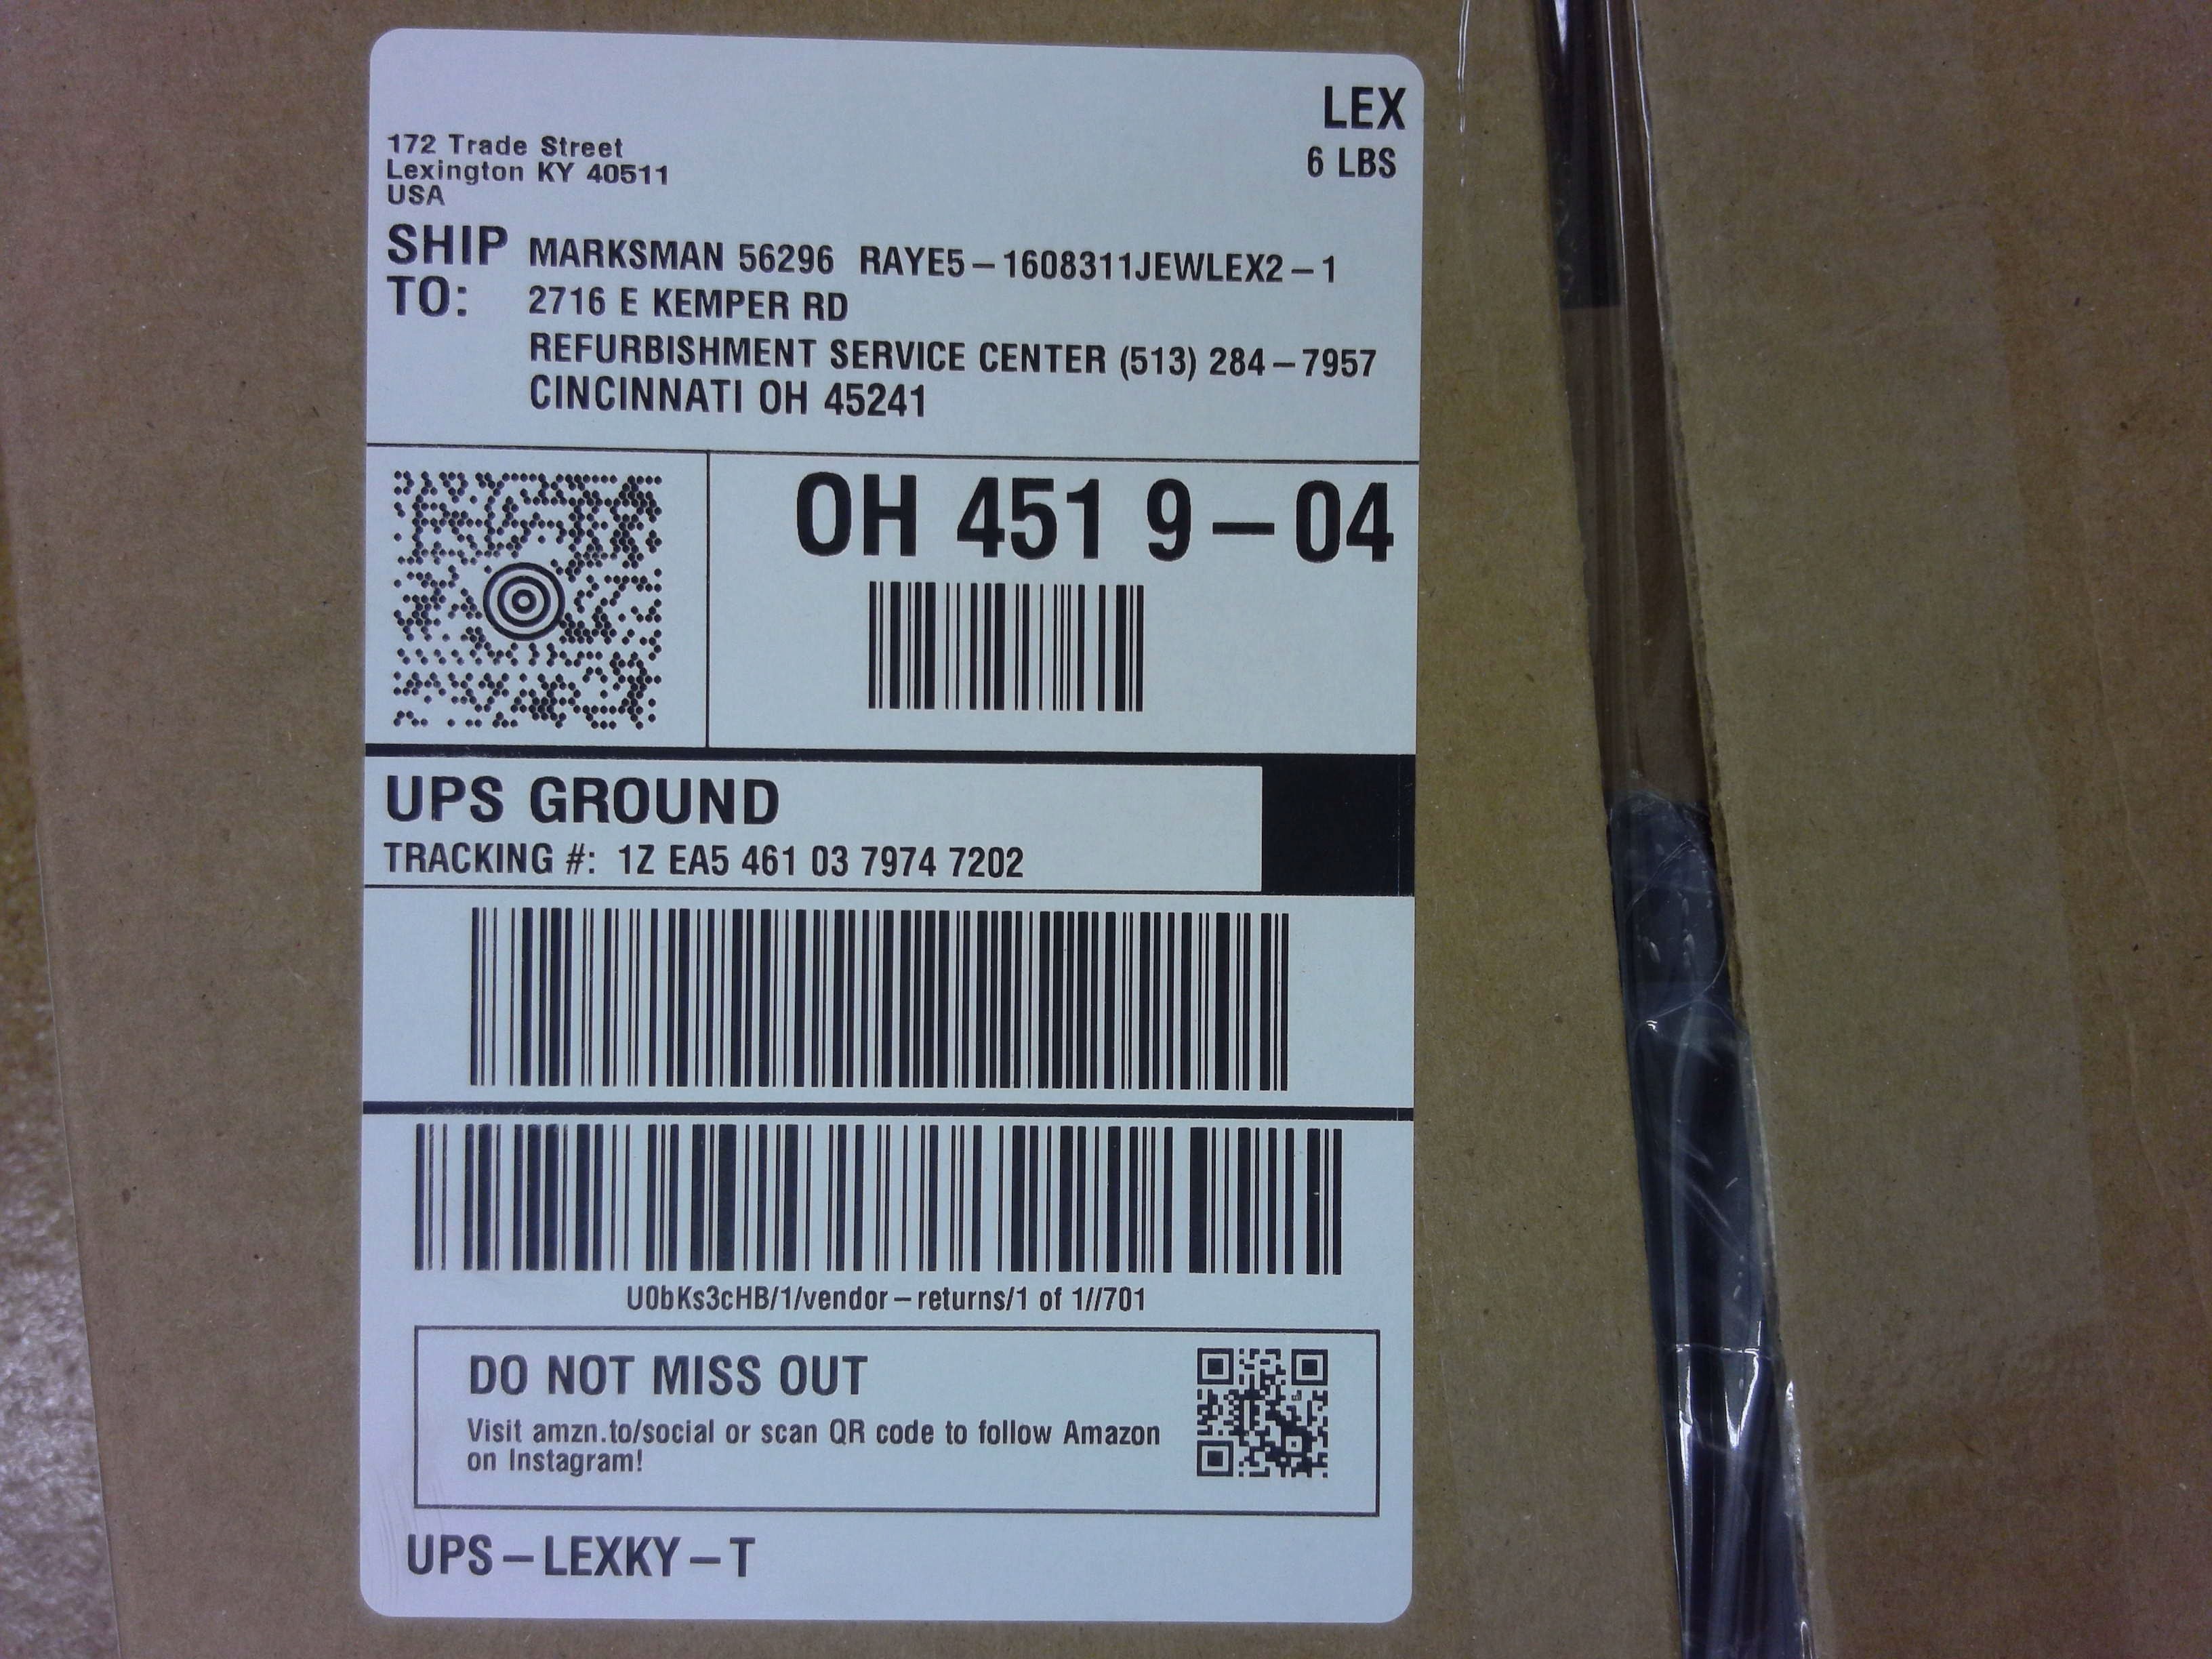 LEX
172 Trade Street
6 LBS
Lexington KY 40511
USA
SHIP TO:
MARKSMAN 56296 RAYE5-1608311JEWLEX2-1
2716 E KEMPER RD
REFURBISHMENT SERVICE CENTER (513) 284-7957
CINCINNATI OH 45241
OH 451 9-04
UPS GROUND
TRACKING #: 1Z EA5 461 03 7974 7202
U0bKs3cHB/1/vendor-returns/1 of 1//701
DO NOT MISS OUT
Visit amzn.to/social or scan QR code to follow Amazon
on Instagram!
UPS-LEXKY-T